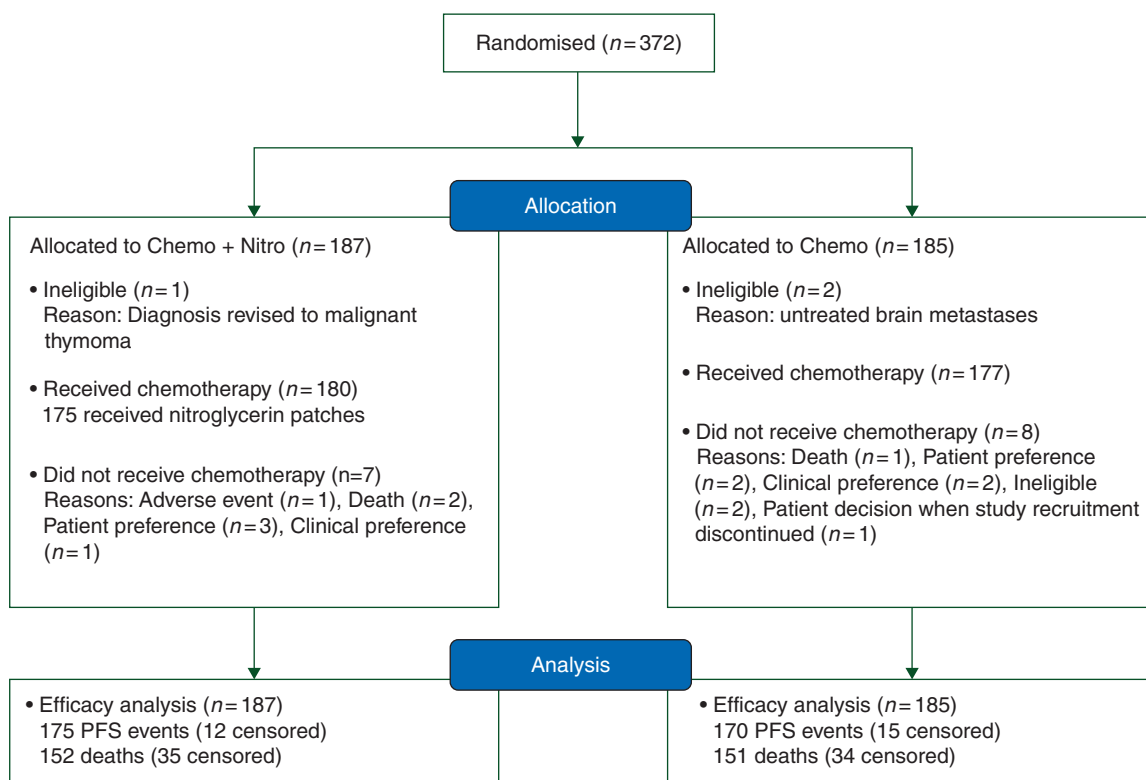 Randomised (n=372)
Allocation
Allocated to Chemo + Nitro (n=187)
• Ineligible (n=1)
Reason: Diagnosis revised to malignant
thymoma
• Received chemotherapy (n=180)
175 received nitroglycerin patches
• Did not receive chemotherapy (n=7)
Reasons: Adverse event (n=1), Death (n=2),
Patient preference (n=3), Clinical preference
(n=1)
Allocated to Chemo (n=185)
• Ineligible (n=2)
Reason: untreated brain metastases
• Received chemotherapy (n=177)
• Did not receive chemotherapy (n=8)
Reasons: Death (n=1), Patient preference
(n=2), Clinical preference (n=2), Ineligible
(n=2), Patient decision when study recruitment
discontinued (n=1)
Analysis
• Efficacy analysis (n=187)
175 PFS events (12 censored)
152 deaths (35 censored)
• Efficacy analysis (n=185)
170 PFS events (15 censored)
151 deaths (34 censored)